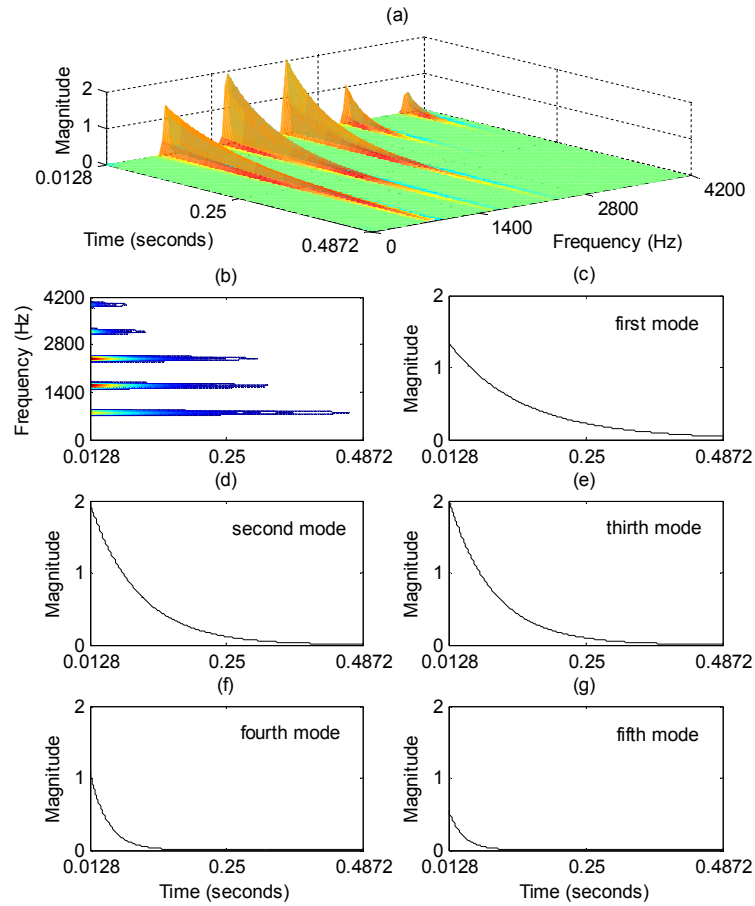 (a)
Magnitude
2
1
0
0.0128
0.25
0.4872
Time (seconds)
0
1400
2800
4200
Frequency (Hz)
(b)
Frequency (Hz)
4200
2800
1400
0
0.0128
0.25
0.4872
(c)
Magnitude
2
1
0
first mode
0.0128
0.25
0.4872
(d)
Magnitude
2
1
0
second mode
0.0128
0.25
0.4872
(e)
Magnitude
2
1
0
thirth mode
0.0128
0.25
0.4872
(f)
Magnitude
2
1
0
fourth mode
0.0128
0.25
0.4872
Time (seconds)
(g)
Magnitude
2
1
0
fifth mode
0.0128
0.25
0.4872
Time (seconds)